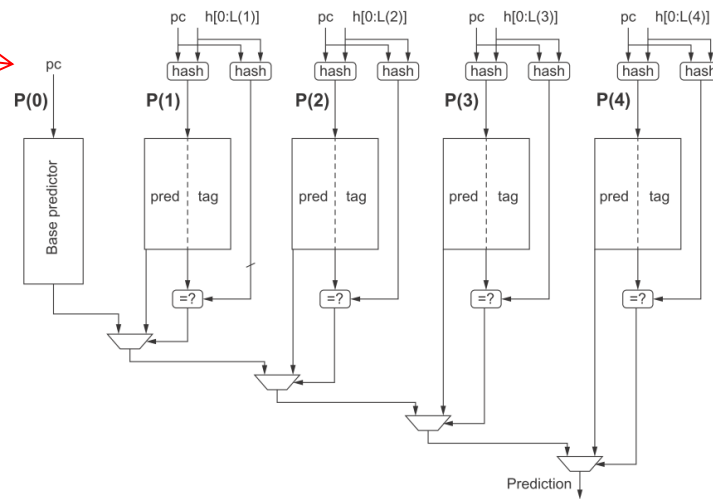 pc h[0:L(1)] pc h[0:L(2)] pc h[0:L(3)] pc h[0:L(4)]
pc hash hash hash hash hash hash hash hash
P(0) P(1) P(2) P(3) P(4)
Base predictor
pred tag pred tag pred tag pred tag
=? =? =? =?
Prediction